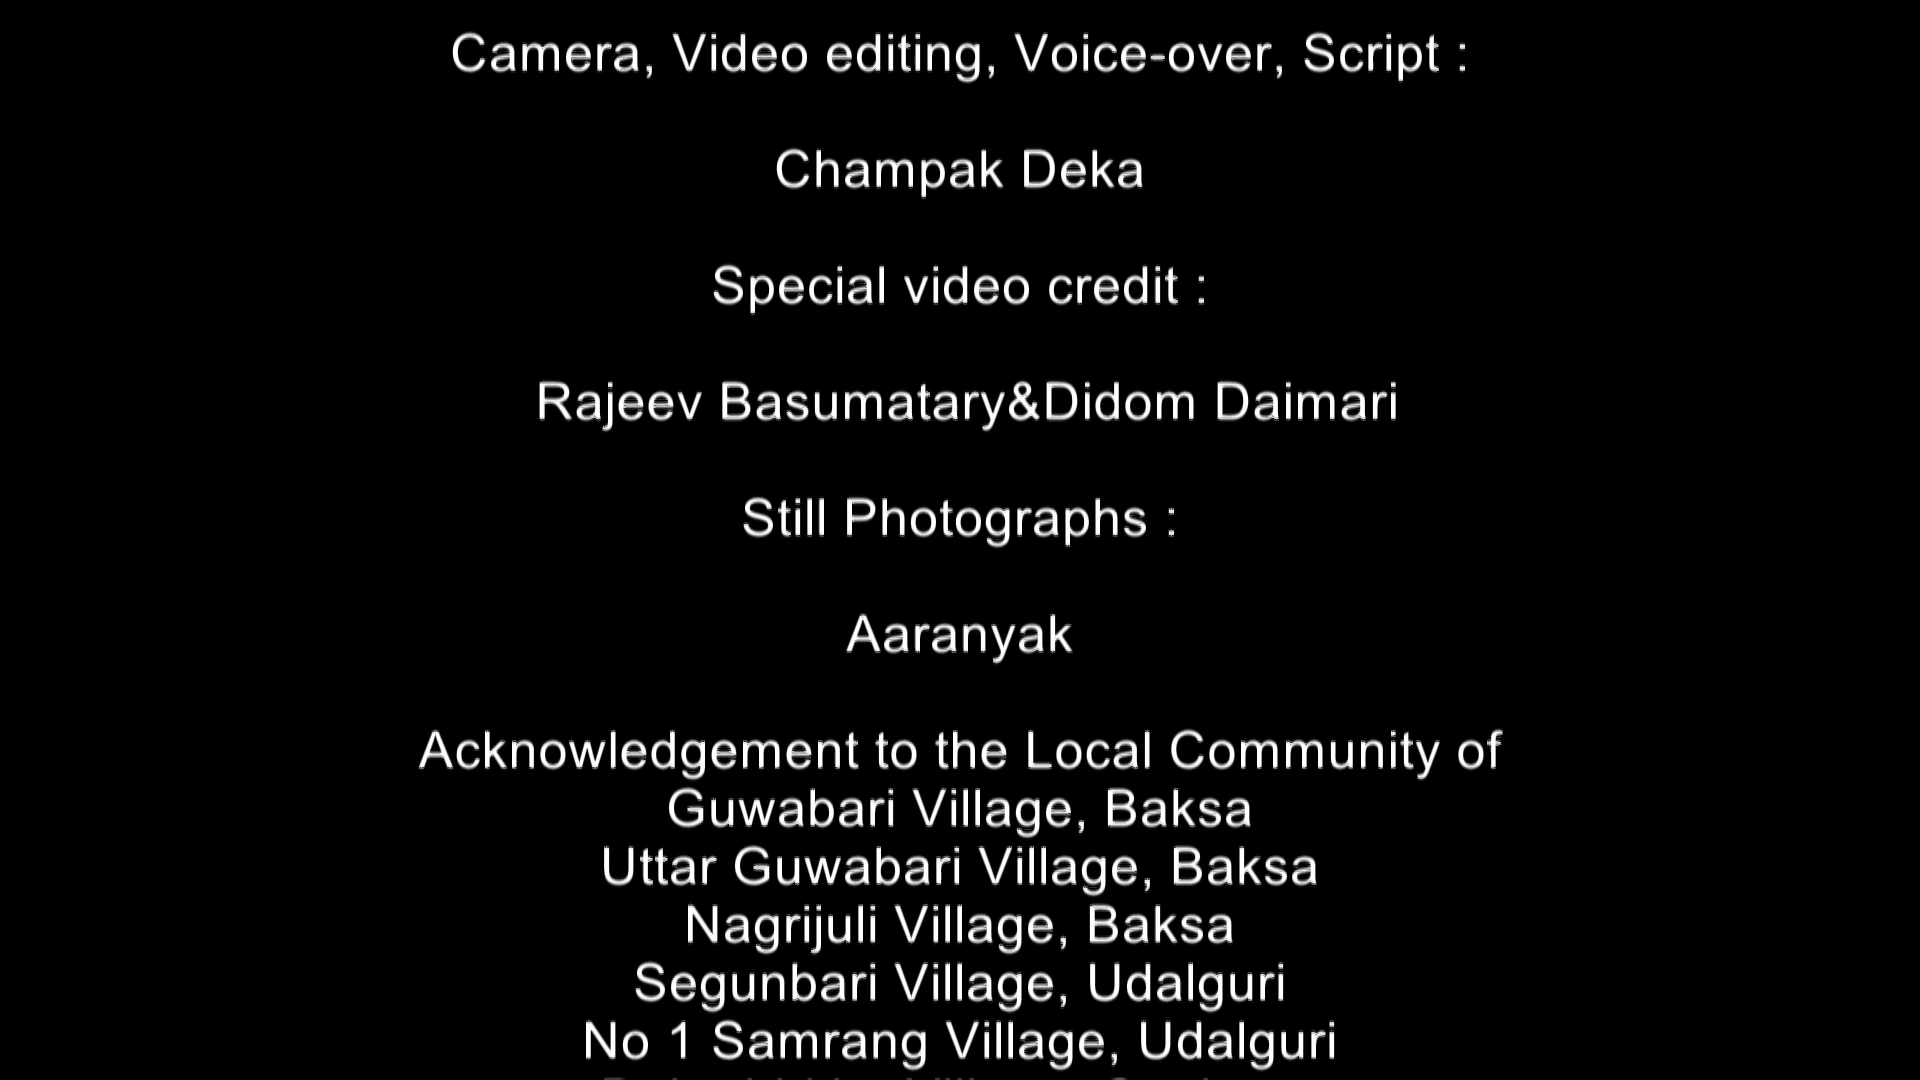 Camera, Video editing, Voice-over, Script :
Champak Deka
Special video credit :
Rajeev Basumatary&Didom Daimari
Still Photographs :
Aaranyak
Acknowledgement to the Local Community of
Guwabari Village, Baksa
Uttar Guwabari Village, Baksa
Nagrijuli Village, Baksa
Segunbari Village, Udalguri
No 1 Samrang Village, Udalguri